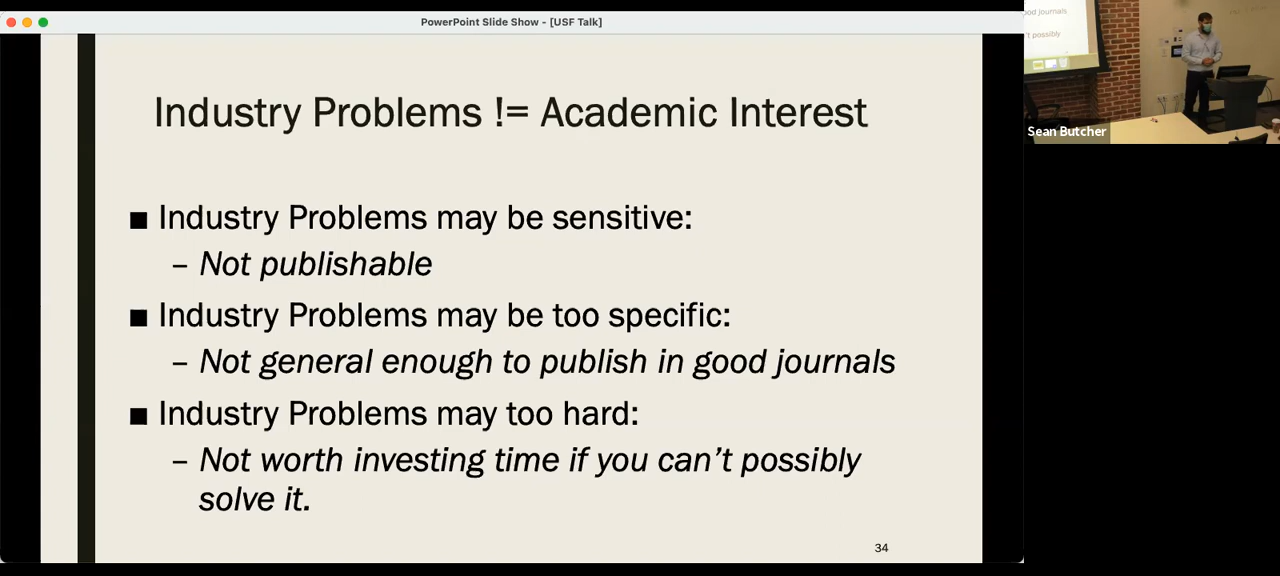 PowerPoint Slide Show - [USF Talk]
Industry Problems != Academic Interest
■ Industry Problems may be sensitive:
– Not publishable
■ Industry Problems may be too specific:
– Not general enough to publish in good journals
■ Industry Problems may too hard:
– Not worth investing time if you can’t possibly
solve it.
34
journals
possibly
Sean Butcher